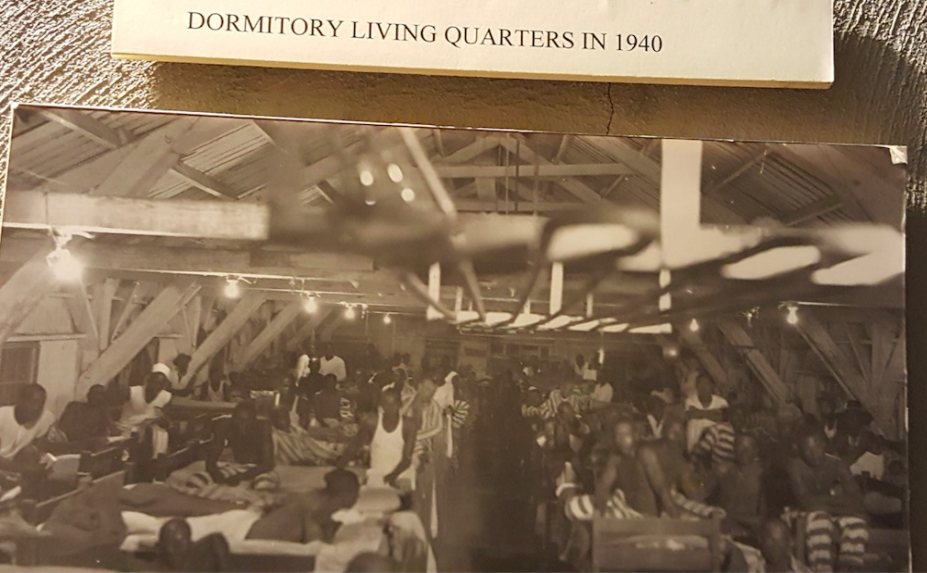 DORMITORY LIVING QUARTERS IN 1940